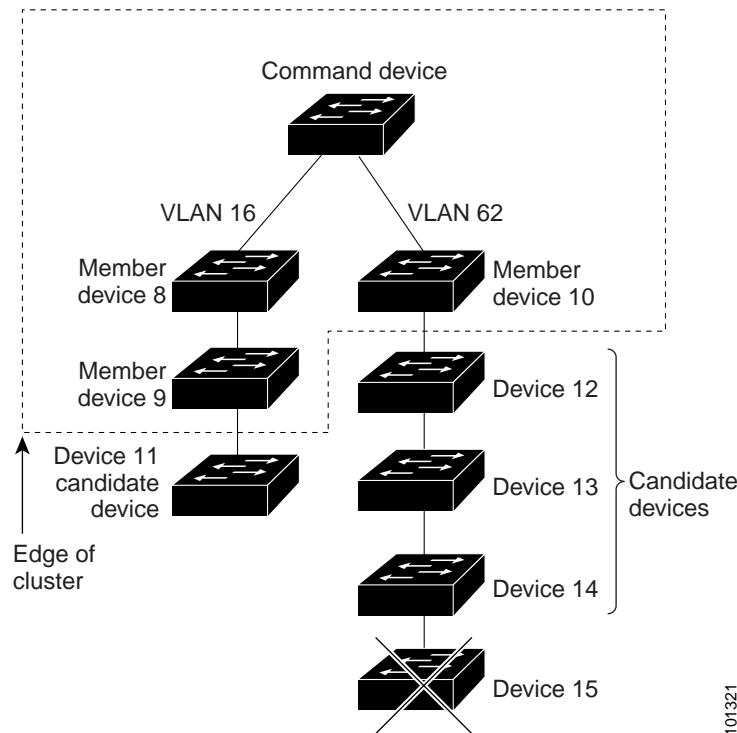 Command device
VLAN 16
VLAN 62
Member
device 8
Member
device 10
Member
device 9
Device 12
Device 11
candidate
device
Device 13
Candidate
devices
Edge of
cluster
Device 14
Device 15
101321